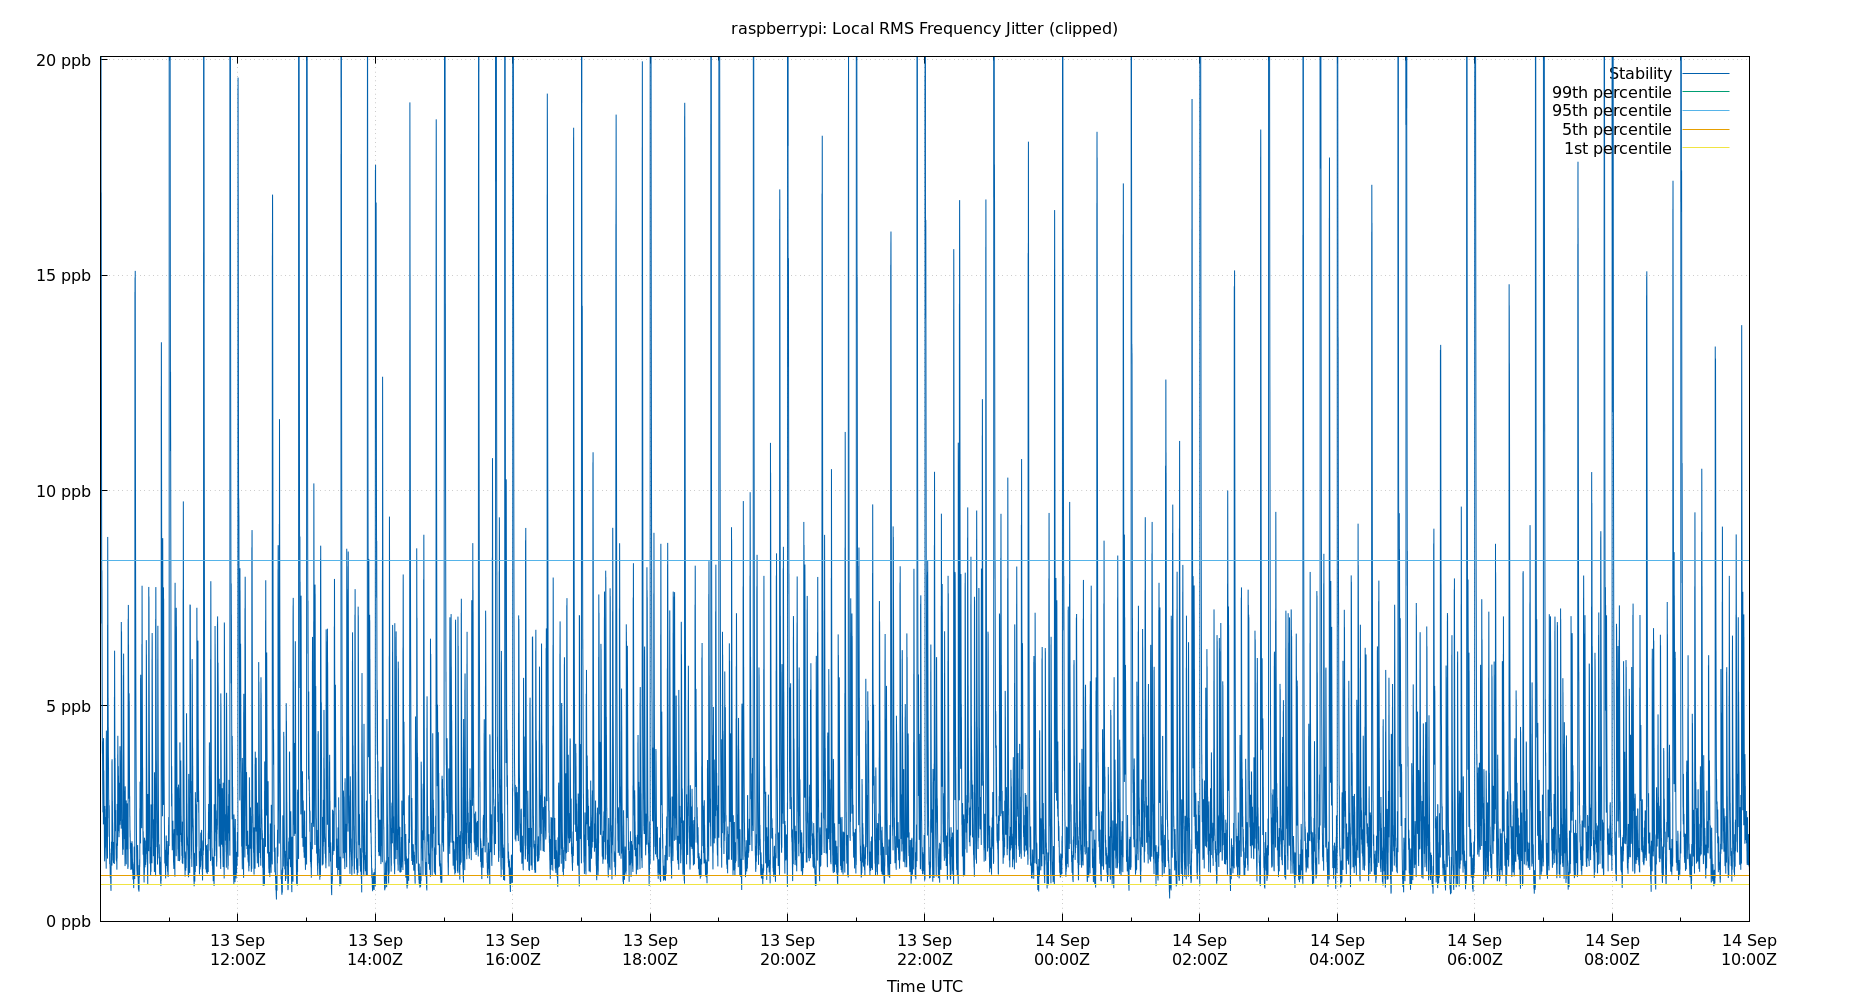 raspberrypi: Local RMS Frequency Jitter (clipped)
20 ppb
15 ppb
10 ppb
5 ppb
0 ppb
Stability
99th percentile
95th percentile
5th percentile
1st percentile
13 Sep 13 Sep 13 Sep 13 Sep 13 Sep 13 Sep 14 Sep 14 Sep 14 Sep 14 Sep 14 Sep 14 Sep
12:00Z 14:00Z 16:00Z 18:00Z 20:00Z 22:00Z 00:00Z 02:00Z 04:00Z 06:00Z 08:00Z 10:00Z
Time UTC